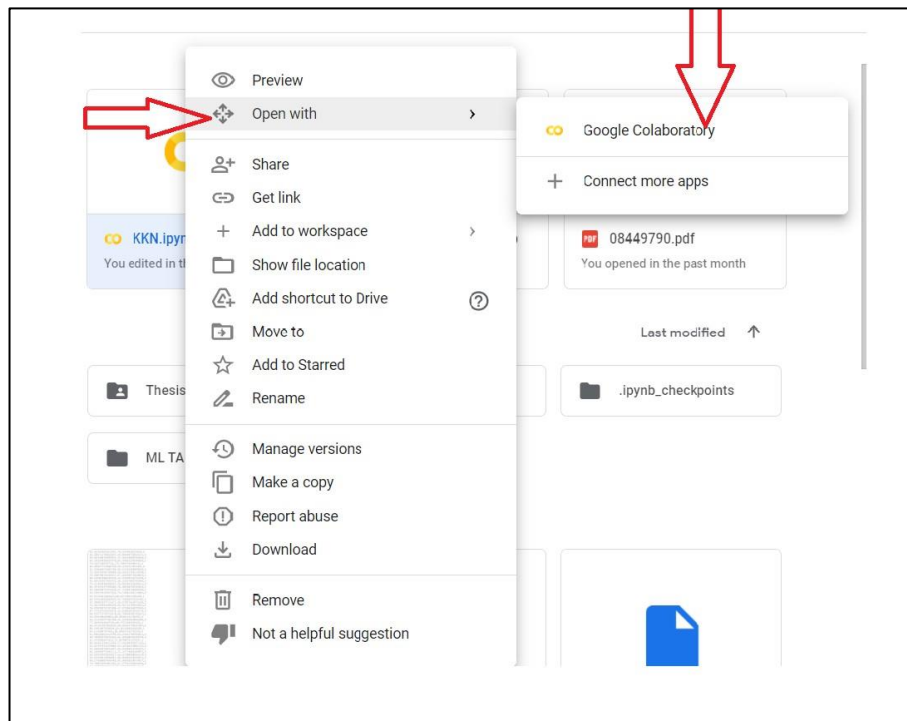 Preview
Open with
Google Colaboratory
Connect more apps
Share
Get link
Add to workspace
Show file location
Add shortcut to Drive
Move to
Add to Starred
Rename
Manage versions
Make a copy
Report abuse
Download
Remove
Not a helpful suggestion
CO KKN.ipyn
You edited in th
PDF 08449790.pdf
You opened in the past month
Last modified
Thesis
.ipynb_checkpoints
ML TA